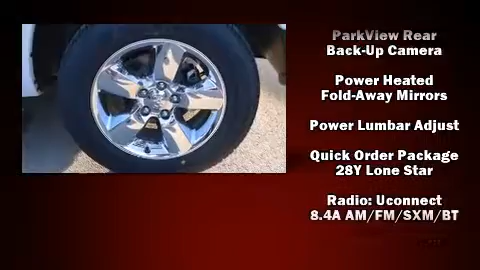 ParkView Rear
Back-Up Camera
Power Heated
Fold-Away Mirrors
Power Lumbar Adjust
Quick Order Package
28Y Lone Star
Radio: Uconnect
8.4A AM/FM/SXM/BT